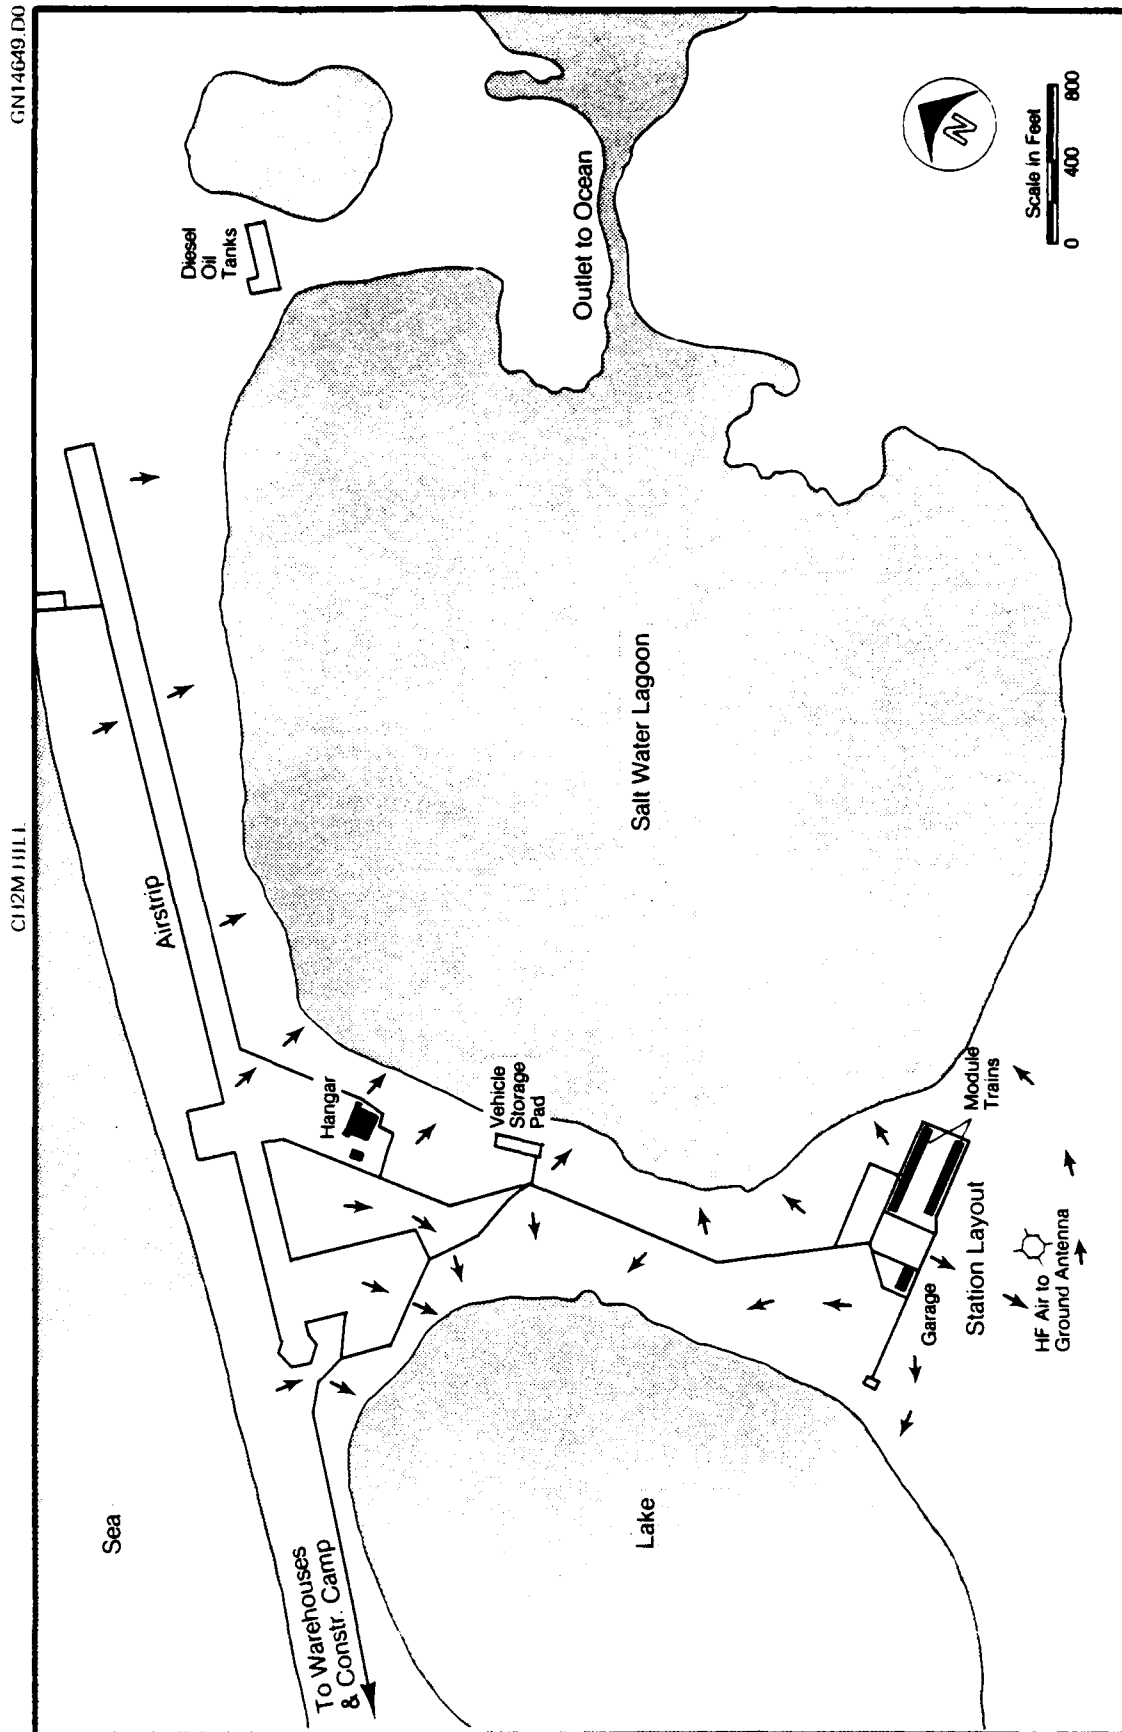 GN14649.D0
CH2M HILL
Diesel
Oil
Tanks
Outlet to Ocean
N
Scale in Feet
0 400 800
Airstrip
Salt Water Lagoon
Hangar
Vehicle
Storage
Pad
Module
Trains
Station Layout
Garage
HF Air to
Ground Antenna
Sea
Lake
To Warehouses
& Constr. Camp